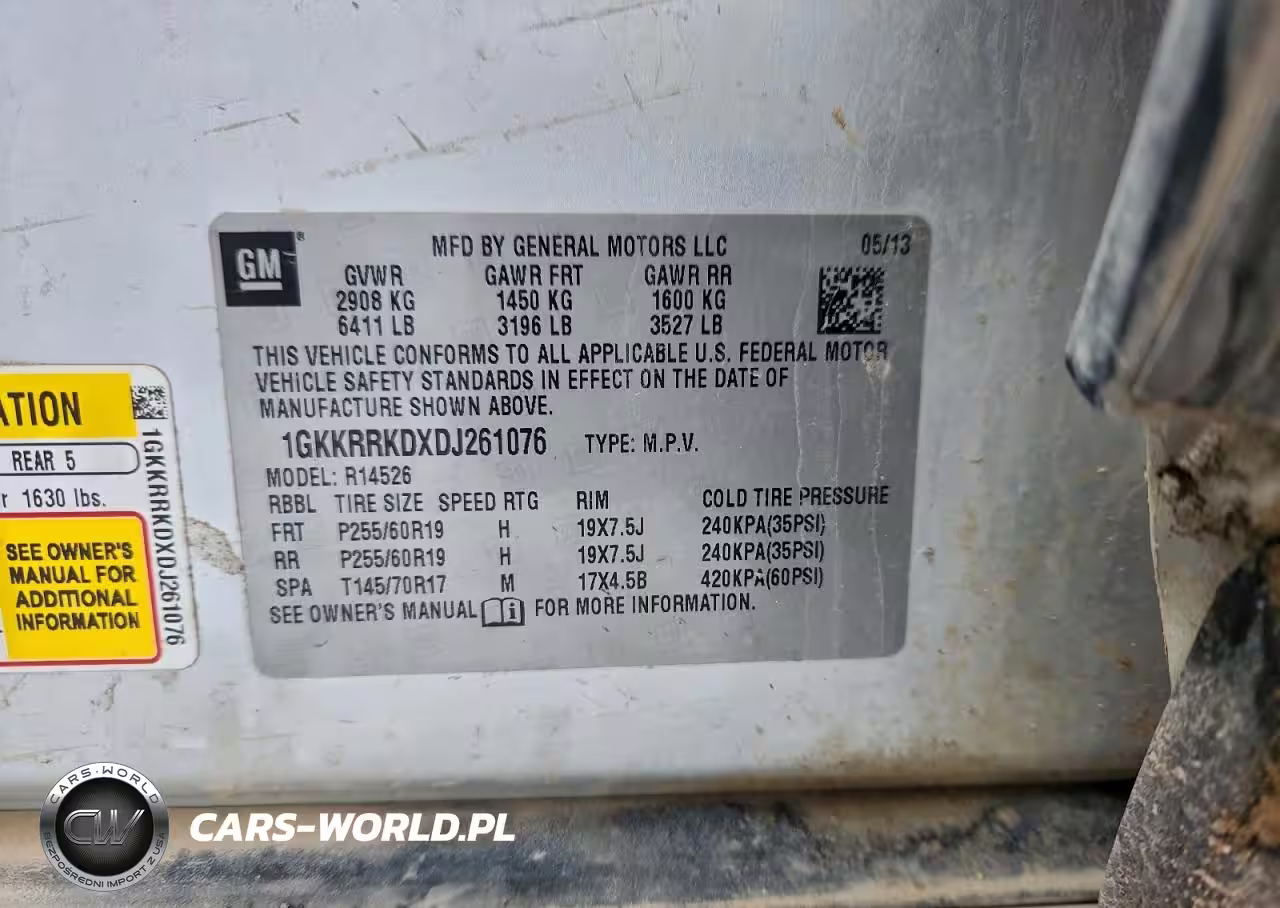 GM®
MFD BY GENERAL MOTORS LLC 05/13
GVWR GAWR FRT GAWR RR
2908 KG 1450 KG 1600 KG
6411 LB 3196 LB 3527 LB
THIS VEHICLE CONFORMS TO ALL APPLICABLE U.S. FEDERAL MOTOR
VEHICLE SAFETY STANDARDS IN EFFECT ON THE DATE OF
MANUFACTURE SHOWN ABOVE.
1GKKRRKDXDJ261076 TYPE: M.P.V.
MODEL: R14526
RBBL TIRE SIZE SPEED RTG RIM COLD TIRE PRESSURE
FRT P255/60R19 H 19X7.5J 240KPA(35PSI)
RR P255/60R19 H 19X7.5J 240KPA(35PSI)
SPA T145/70R17 M 17X4.5B 420KPA(60PSI)
SEE OWNER'S MANUAL FOR MORE INFORMATION.
ATION
REAR 5
r 1630 lbs.
SEE OWNER'S
MANUAL FOR
ADDITIONAL
INFORMATION
1GKKRRKDXDJ261076
CARS-WORLD
CW
BEZPOŚREDNI IMPORT Z USA
CARS-WORLD.PL